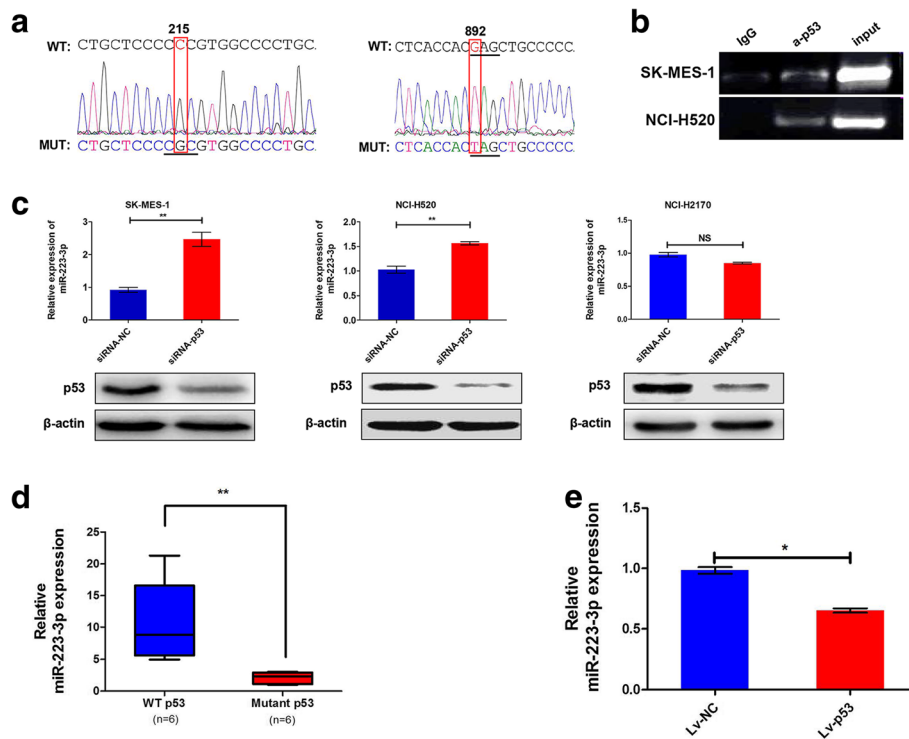 a
215
WT: CTGCTCCCCCCGTGGCCCCTGC.
MUT: CTGCTCCCCGCGTGGCCCCTGC.
892
WT: CTCACCACGAGCTGCCCCC.
MUT: CTCACCACTAGCTGCCCCC.
b
IgG a-p53 input
SK-MES-1
NCI-H520
c
SK-MES-1
**
Relative expression of
miR-223-3p
3
2
1
0
siRNA-NC siRNA-p53
p53
β-actin
NCI-H520
**
Relative expression of
miR-223-3p
2.0
1.5
1.0
0.5
0.0
siRNA-NC siRNA-p53
p53
β-actin
NCI-H2170
NS
Relative expression of
miR-223-3p
1.5
1.0
0.5
0.0
siRNA-NC siRNA-p53
p53
β-actin
d
**
Relative
miR-223-3p expression
25
20
15
10
5
0
WT p53 Mutant p53
(n=6) (n=6)
e
*
Relative
miR-223-3p expression
1.5
1.0
0.5
0.0
Lv-NC Lv-p53